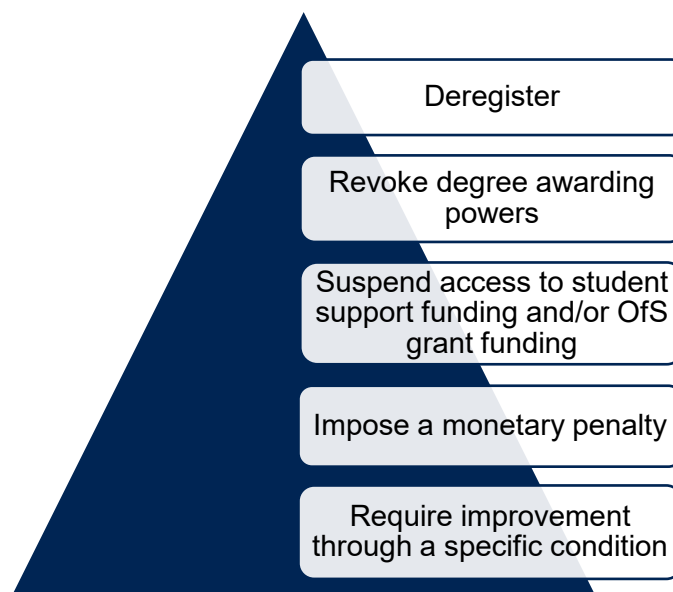 Deregister
Revoke degree awarding
powers
Suspend access to student
support funding and/or OfS
grant funding
Impose a monetary penalty
Require improvement
through a specific condition